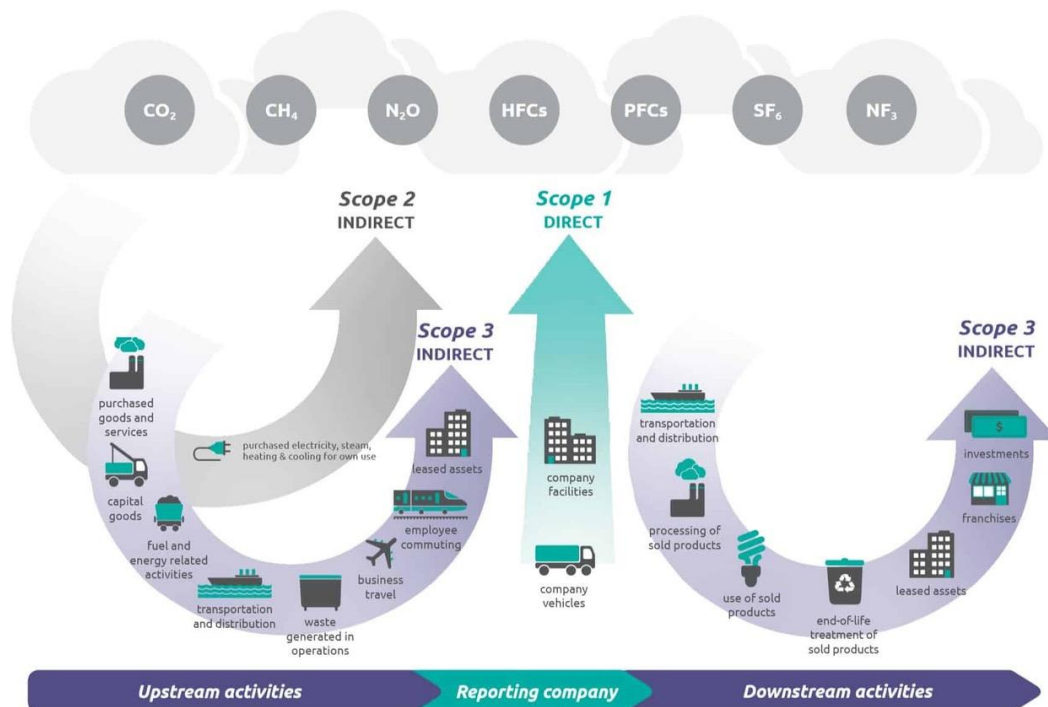 CO₂
CH₄
N₂O
HFCs
PFCs
SF₆
NF₃
Scope 2
INDIRECT
Scope 1
DIRECT
Scope 3
INDIRECT
Scope 3
INDIRECT
purchased
goods and
services
capital
goods
fuel and
energy related
activities
purchased electricity, steam,
heating & cooling for own use
transportation
and distribution
waste
generated in
operations
business
travel
employee
commuting
leased assets
company
facilities
company
vehicles
transportation
and distribution
processing of
sold products
use of sold
products
end-of-life
treatment of
sold products
leased assets
franchises
$
investments
Upstream activities
Reporting company
Downstream activities